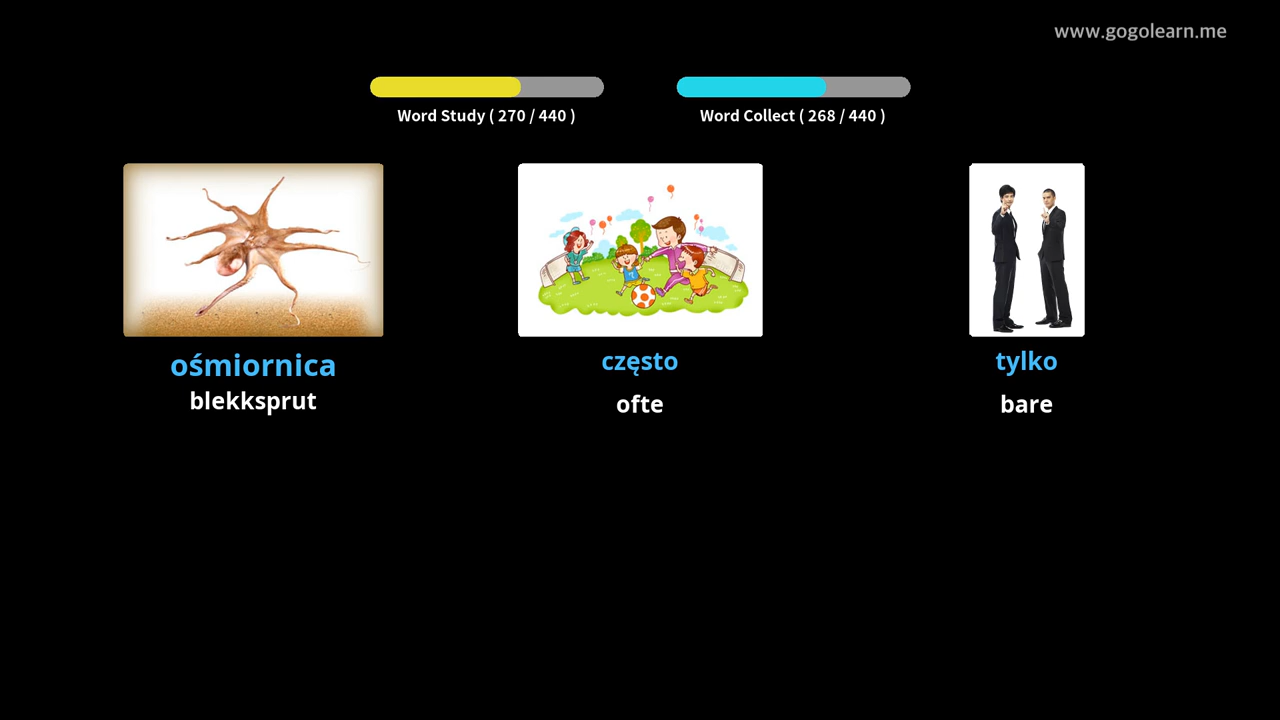 www.gogolearn.me
Word Study ( 270 / 440 )
Word Collect ( 268 / 440 )
ośmiornica
blekksprut
często
ofte
tylko
bare